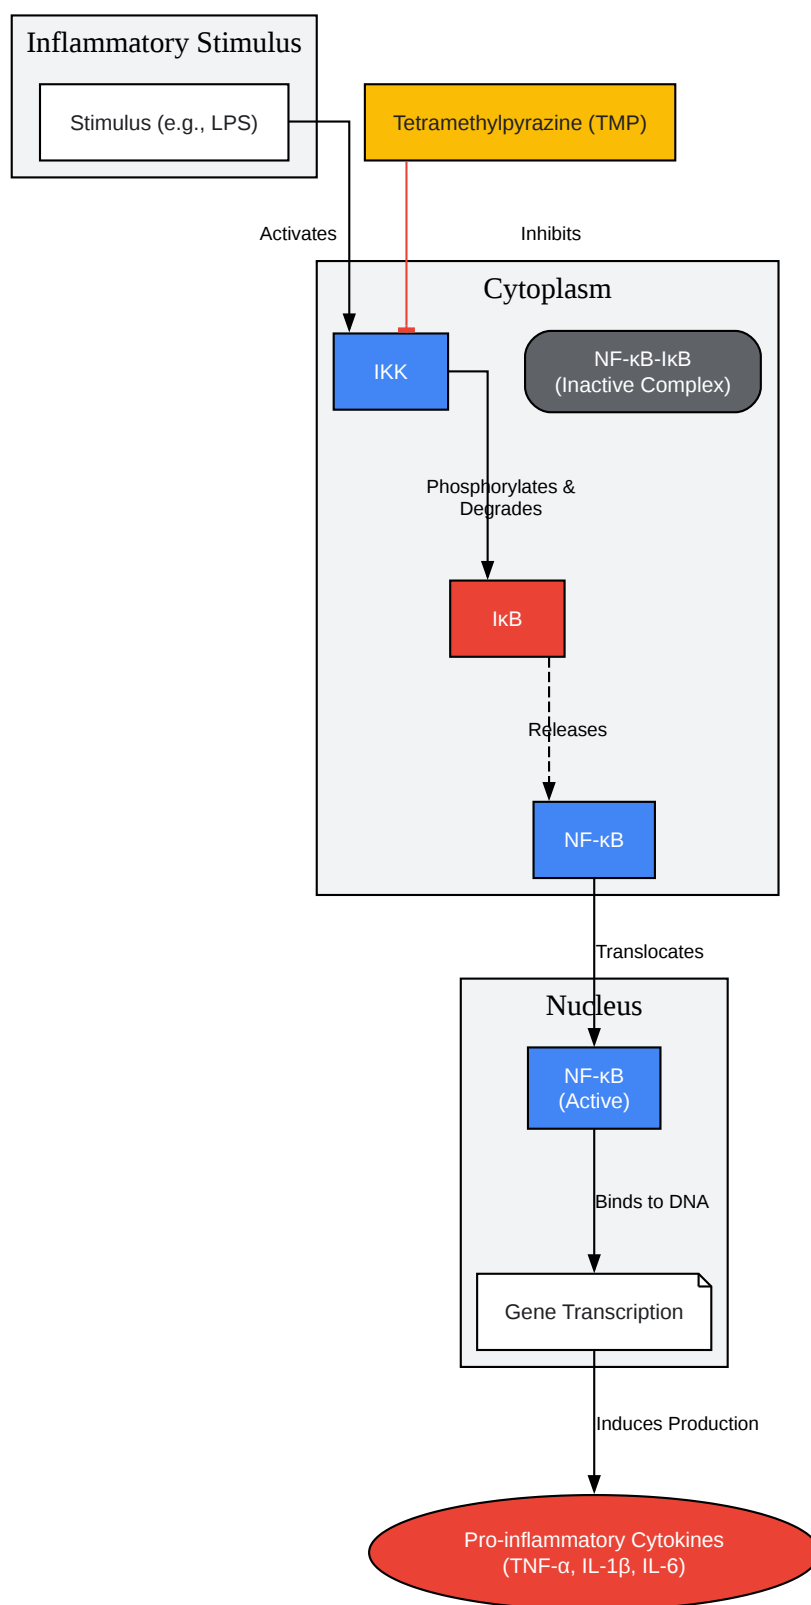 Inflammatory Stimulus
Stimulus (e.g., LPS)
Tetramethylpyrazine (TMP)
Activates
Inhibits
Cytoplasm
IKK
NF-κB-IκB
(Inactive Complex)
Phosphorylates &
Degrades
IκB
Releases
NF-κB
Translocates
Nucleus
NF-κB
(Active)
Binds to DNA
Gene Transcription
Induces Production
Pro-inflammatory Cytokines
(TNF-α, IL-1β, IL-6)